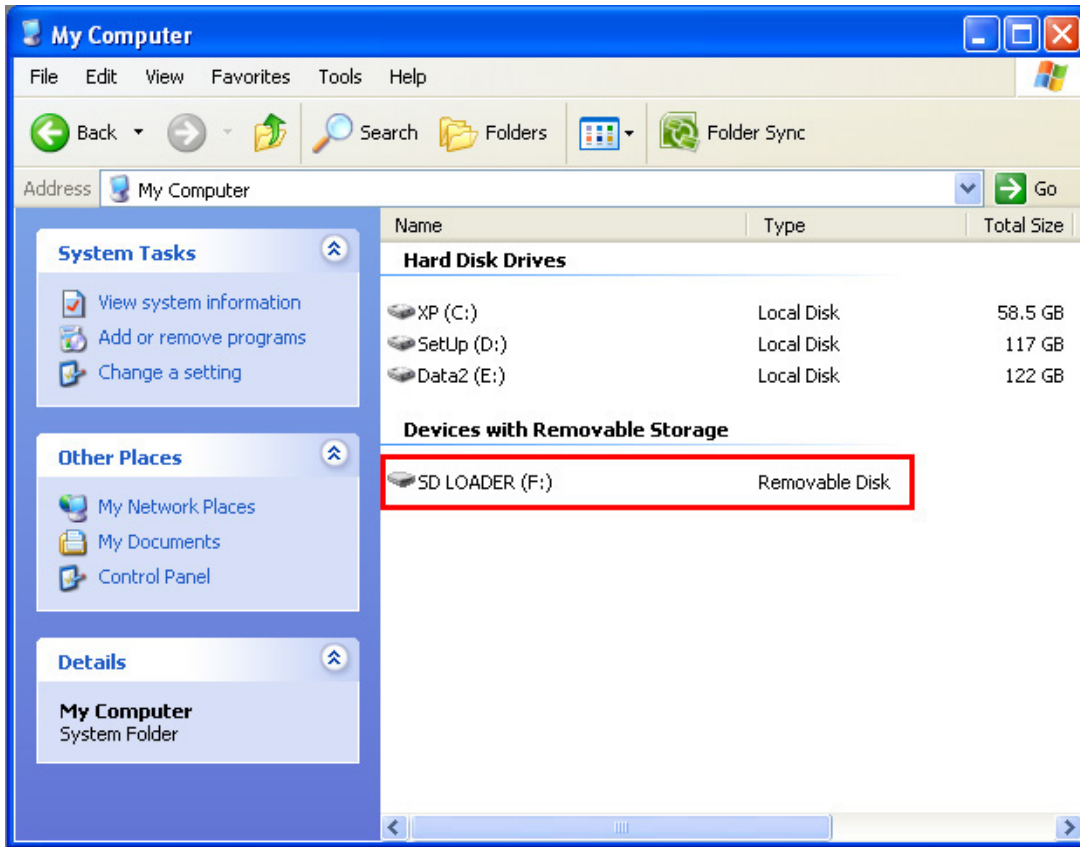 My Computer
File Edit View Favorites Tools Help
Back Search Folders Folder Sync
Address My Computer Go
System Tasks
View system information
Add or remove programs
Change a setting
Other Places
My Network Places
My Documents
Control Panel
Details
My Computer
System Folder
Name Type Total Size
Hard Disk Drives
XP (C:) Local Disk 58.5 GB
SetUp (D:) Local Disk 117 GB
Data2 (E:) Local Disk 122 GB
Devices with Removable Storage
SD LOADER (F:) Removable Disk